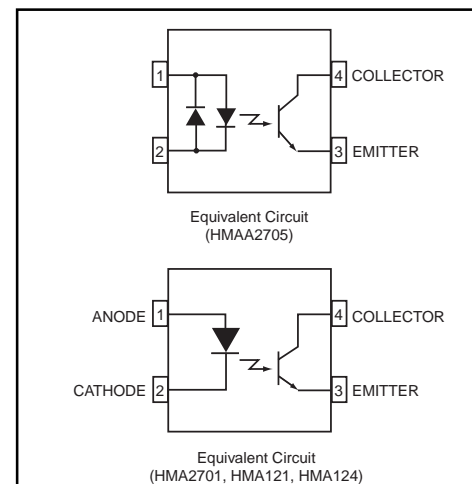 1
4 COLLECTOR
2
3 EMITTER
Equivalent Circuit
(HMAA2705)
ANODE 1
4 COLLECTOR
CATHODE 2
3 EMITTER
Equivalent Circuit
(HMA2701, HMA121, HMA124)